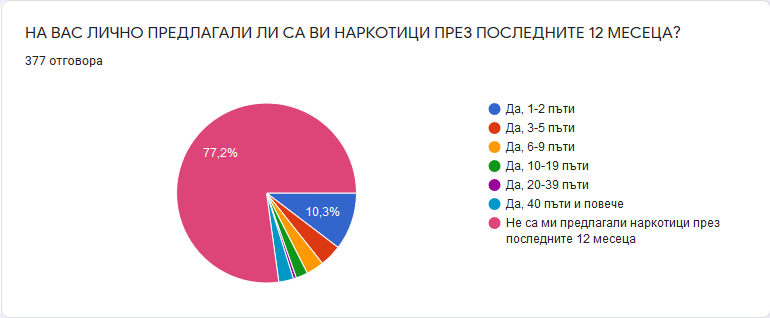 НА ВАС ЛИЧНО ПРЕДЛАГАЛИ ЛИ СА ВИ НАРКОТИЦИ ПРЕЗ ПОСЛЕДНИТЕ 12 МЕСЕЦА?
377 отговора
77,2%
10,3%
Да, 1-2 пъти
Да, 3-5 пъти
Да, 6-9 пъти
Да, 10-19 пъти
Да, 20-39 пъти
Да, 40 пъти и повече
Не са ми предлагали наркотици през
последните 12 месеца